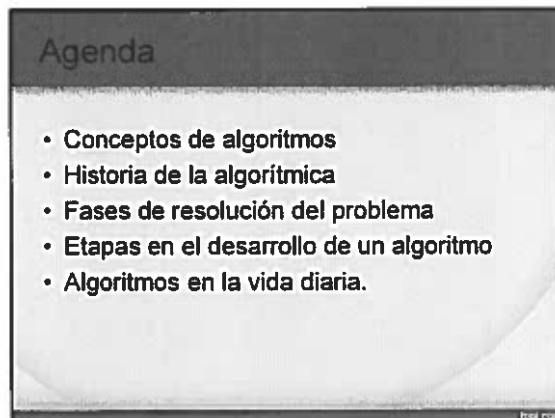 Agenda
• Conceptos de algoritmos
• Historia de la algorítmica
• Fases de resolución del problema
• Etapas en el desarrollo de un algoritmo
• Algoritmos en la vida diaria.